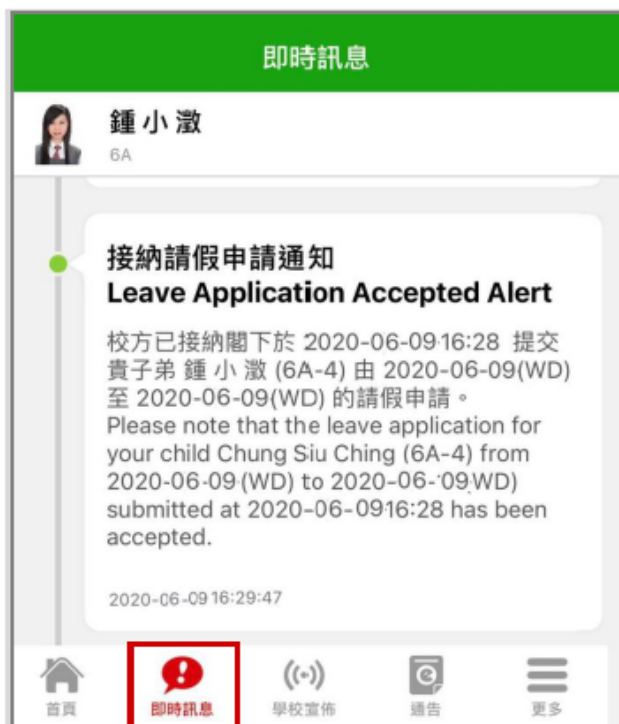 即時訊息
鍾小澂
6A
接納請假申請通知
Leave Application Accepted Alert
校方已接納閣下於 2020-06-09 16:28 提交
貴子弟 鍾 小 澂 (6A-4) 由 2020-06-09(WD)
至 2020-06-09(WD) 的請假申請。
Please note that the leave application for
your child Chung Siu Ching (6A-4) from
2020-06-09 (WD) to 2020-06-09 WD)
submitted at 2020-06-0916:28 has been
accepted.
2020-06-09 16:29:47
首頁 即時訊息 學校宣佈 通告 更多